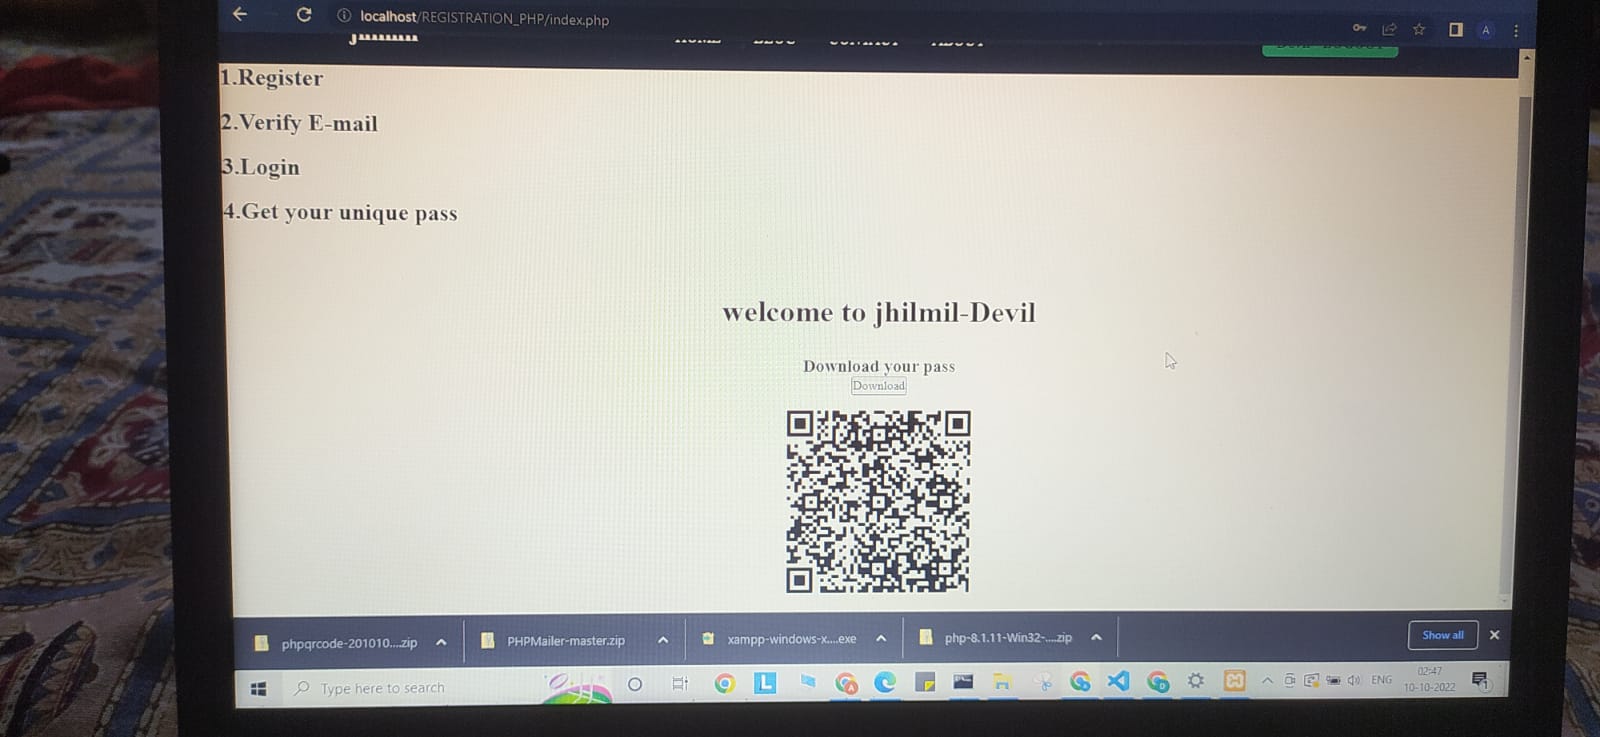 localhost/REGISTRATION_PHP/index.php
A
1.Register
2.Verify E-mail
3.Login
4.Get your unique pass
welcome to jhilmil-Devil
Download your pass
Download
phpqrcode-201010....zip
PHPMailer-master.zip
xampp-windows-x....exe
php-8.1.11-Win32-....zip
Show all
Type here to search
L
A
ENG
02:47
10-10-2022
1